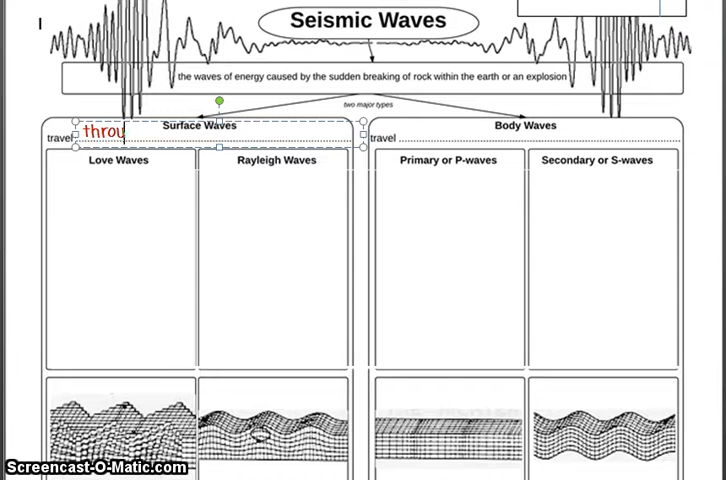 Seismic Waves
the waves of energy caused by the sudden breaking of rock within the earth or an explosion
two major types
Surface Waves
travel throu
Body Waves
travel
Love Waves
Rayleigh Waves
Primary or P-waves
Secondary or S-waves
Screencast-O-Matic.com